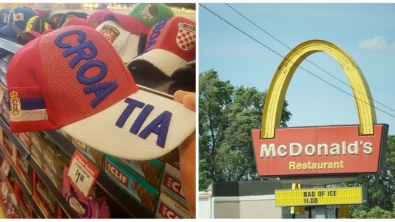 CROA
TIA
McDonald's
Restaurant
BAG OF ICE
$1.00